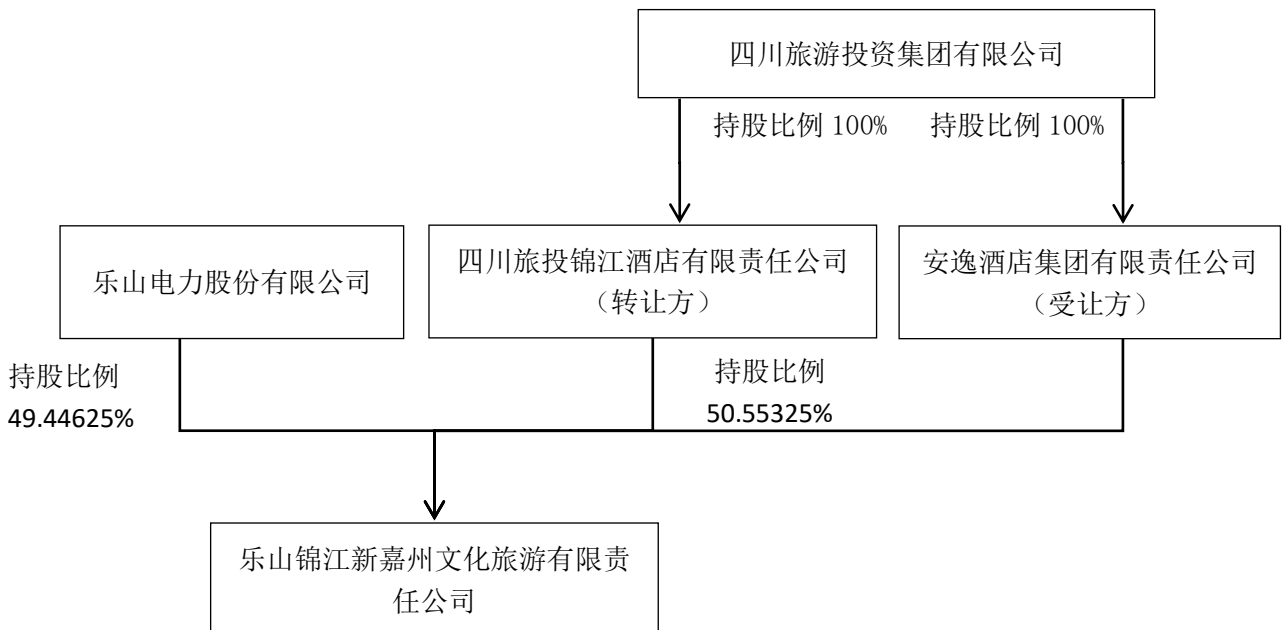 四川旅游投资集团有限公司
持股比例 100%
持股比例 100%
乐山电力股份有限公司
四川旅投锦江酒店有限责任公司
（转让方）
安逸酒店集团有限责任公司
（受让方）
持股比例
49.44625%
持股比例
50.55325%
乐山锦江新嘉州文化旅游有限责
任公司